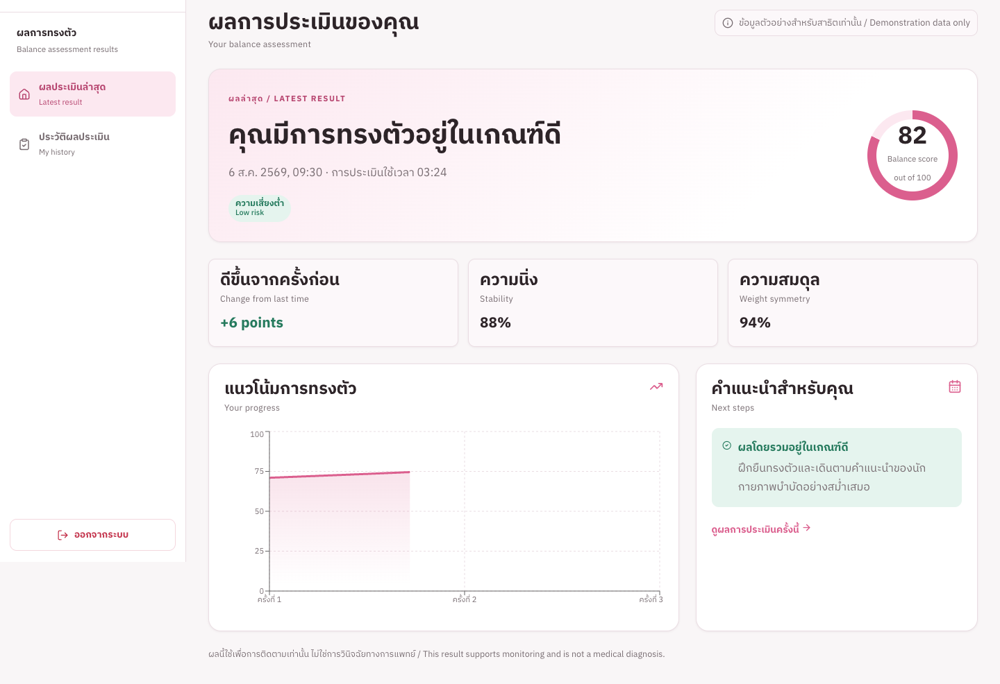 ผลการทรงตัว
Balance assessment results
ผลประเมินล่าสุด
Latest result
ประวัติผลประเมิน
My history
ออกจากระบบ
ผลการประเมินของคุณ
Your balance assessment
ข้อมูลตัวอย่างสำหรับสาธิตเท่านั้น / Demonstration data only
ผลล่าสุด / LATEST RESULT
คุณมีการทรงตัวอยู่ในเกณฑ์ดี
6 ส.ค. 2569, 09:30 · การประเมินใช้เวลา 03:24
ความเสี่ยงต่ำ
Low risk
82
Balance score
out of 100
ดีขึ้นจากครั้งก่อน
Change from last time
+6 points
ความนิ่ง
Stability
88%
ความสมดุล
Weight symmetry
94%
แนวโน้มการทรงตัว
Your progress
100
75
50
25
0
ครั้งที่ 1
ครั้งที่ 2
ครั้งที่ 3
คำแนะนำสำหรับคุณ
Next steps
ผลโดยรวมอยู่ในเกณฑ์ดี
ฝึกยืนทรงตัวและเดินตามคำแนะนำของนัก
กายภาพบำบัดอย่างสม่ำเสมอ
ดูผลการประเมินครั้งนี้ →
ผลนี้ใช้เพื่อการติดตามเท่านั้น ไม่ใช่การวินิจฉัยทางการแพทย์ / This result supports monitoring and is not a medical diagnosis.